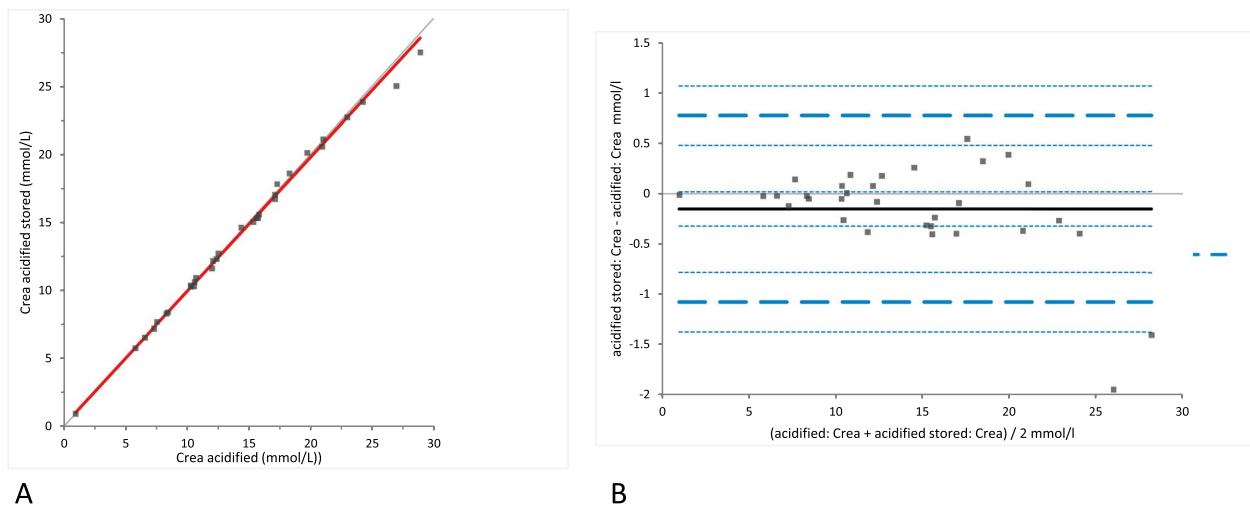 30
25
20
15
10
5
0
Crea acidified stored (mmol/L)
0 5 10 15 20 25 30
Crea acidified (mmol/L))
A
1.5
1
0.5
0
-0.5
-1
-1.5
-2
acidified stored: Crea - acidified: Crea mmol/l
0 5 10 15 20 25 30
(acidified: Crea + acidified stored: Crea) / 2 mmol/l
B